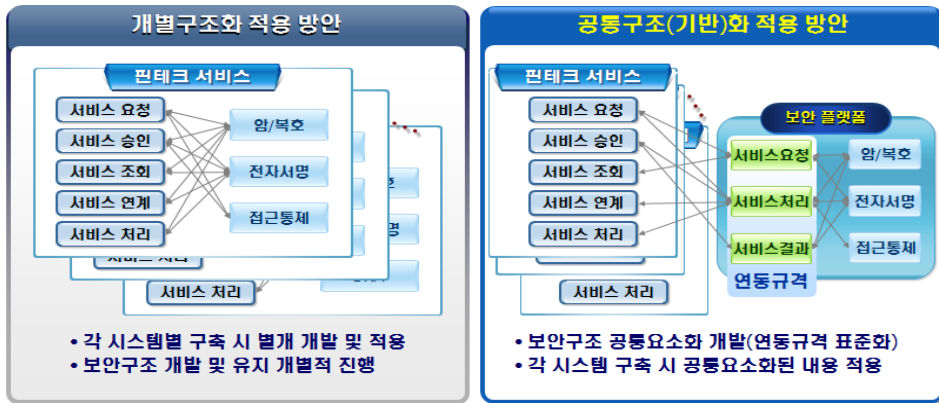 개별구조화 적용 방안
핀테크 서비스
서비스 요청
서비스 승인
서비스 조회
서비스 연계
서비스 처리
암/복호
전자서명
접근통제
서비스 처리
• 각 시스템별 구축 시 별개 개발 및 적용
• 보안구조 개발 및 유지 개별적 진행
공통구조(기반)화 적용 방안
핀테크 서비스
서비스 요청
서비스 승인
서비스 조회
서비스 연계
서비스 처리
서비스 처리
보안 플랫폼
서비스요청
서비스처리
서비스결과
연동규격
암/복호
전자서명
접근통제
• 보안구조 공통요소화 개발(연동규격 표준화)
• 각 시스템 구축 시 공통요소화된 내용 적용